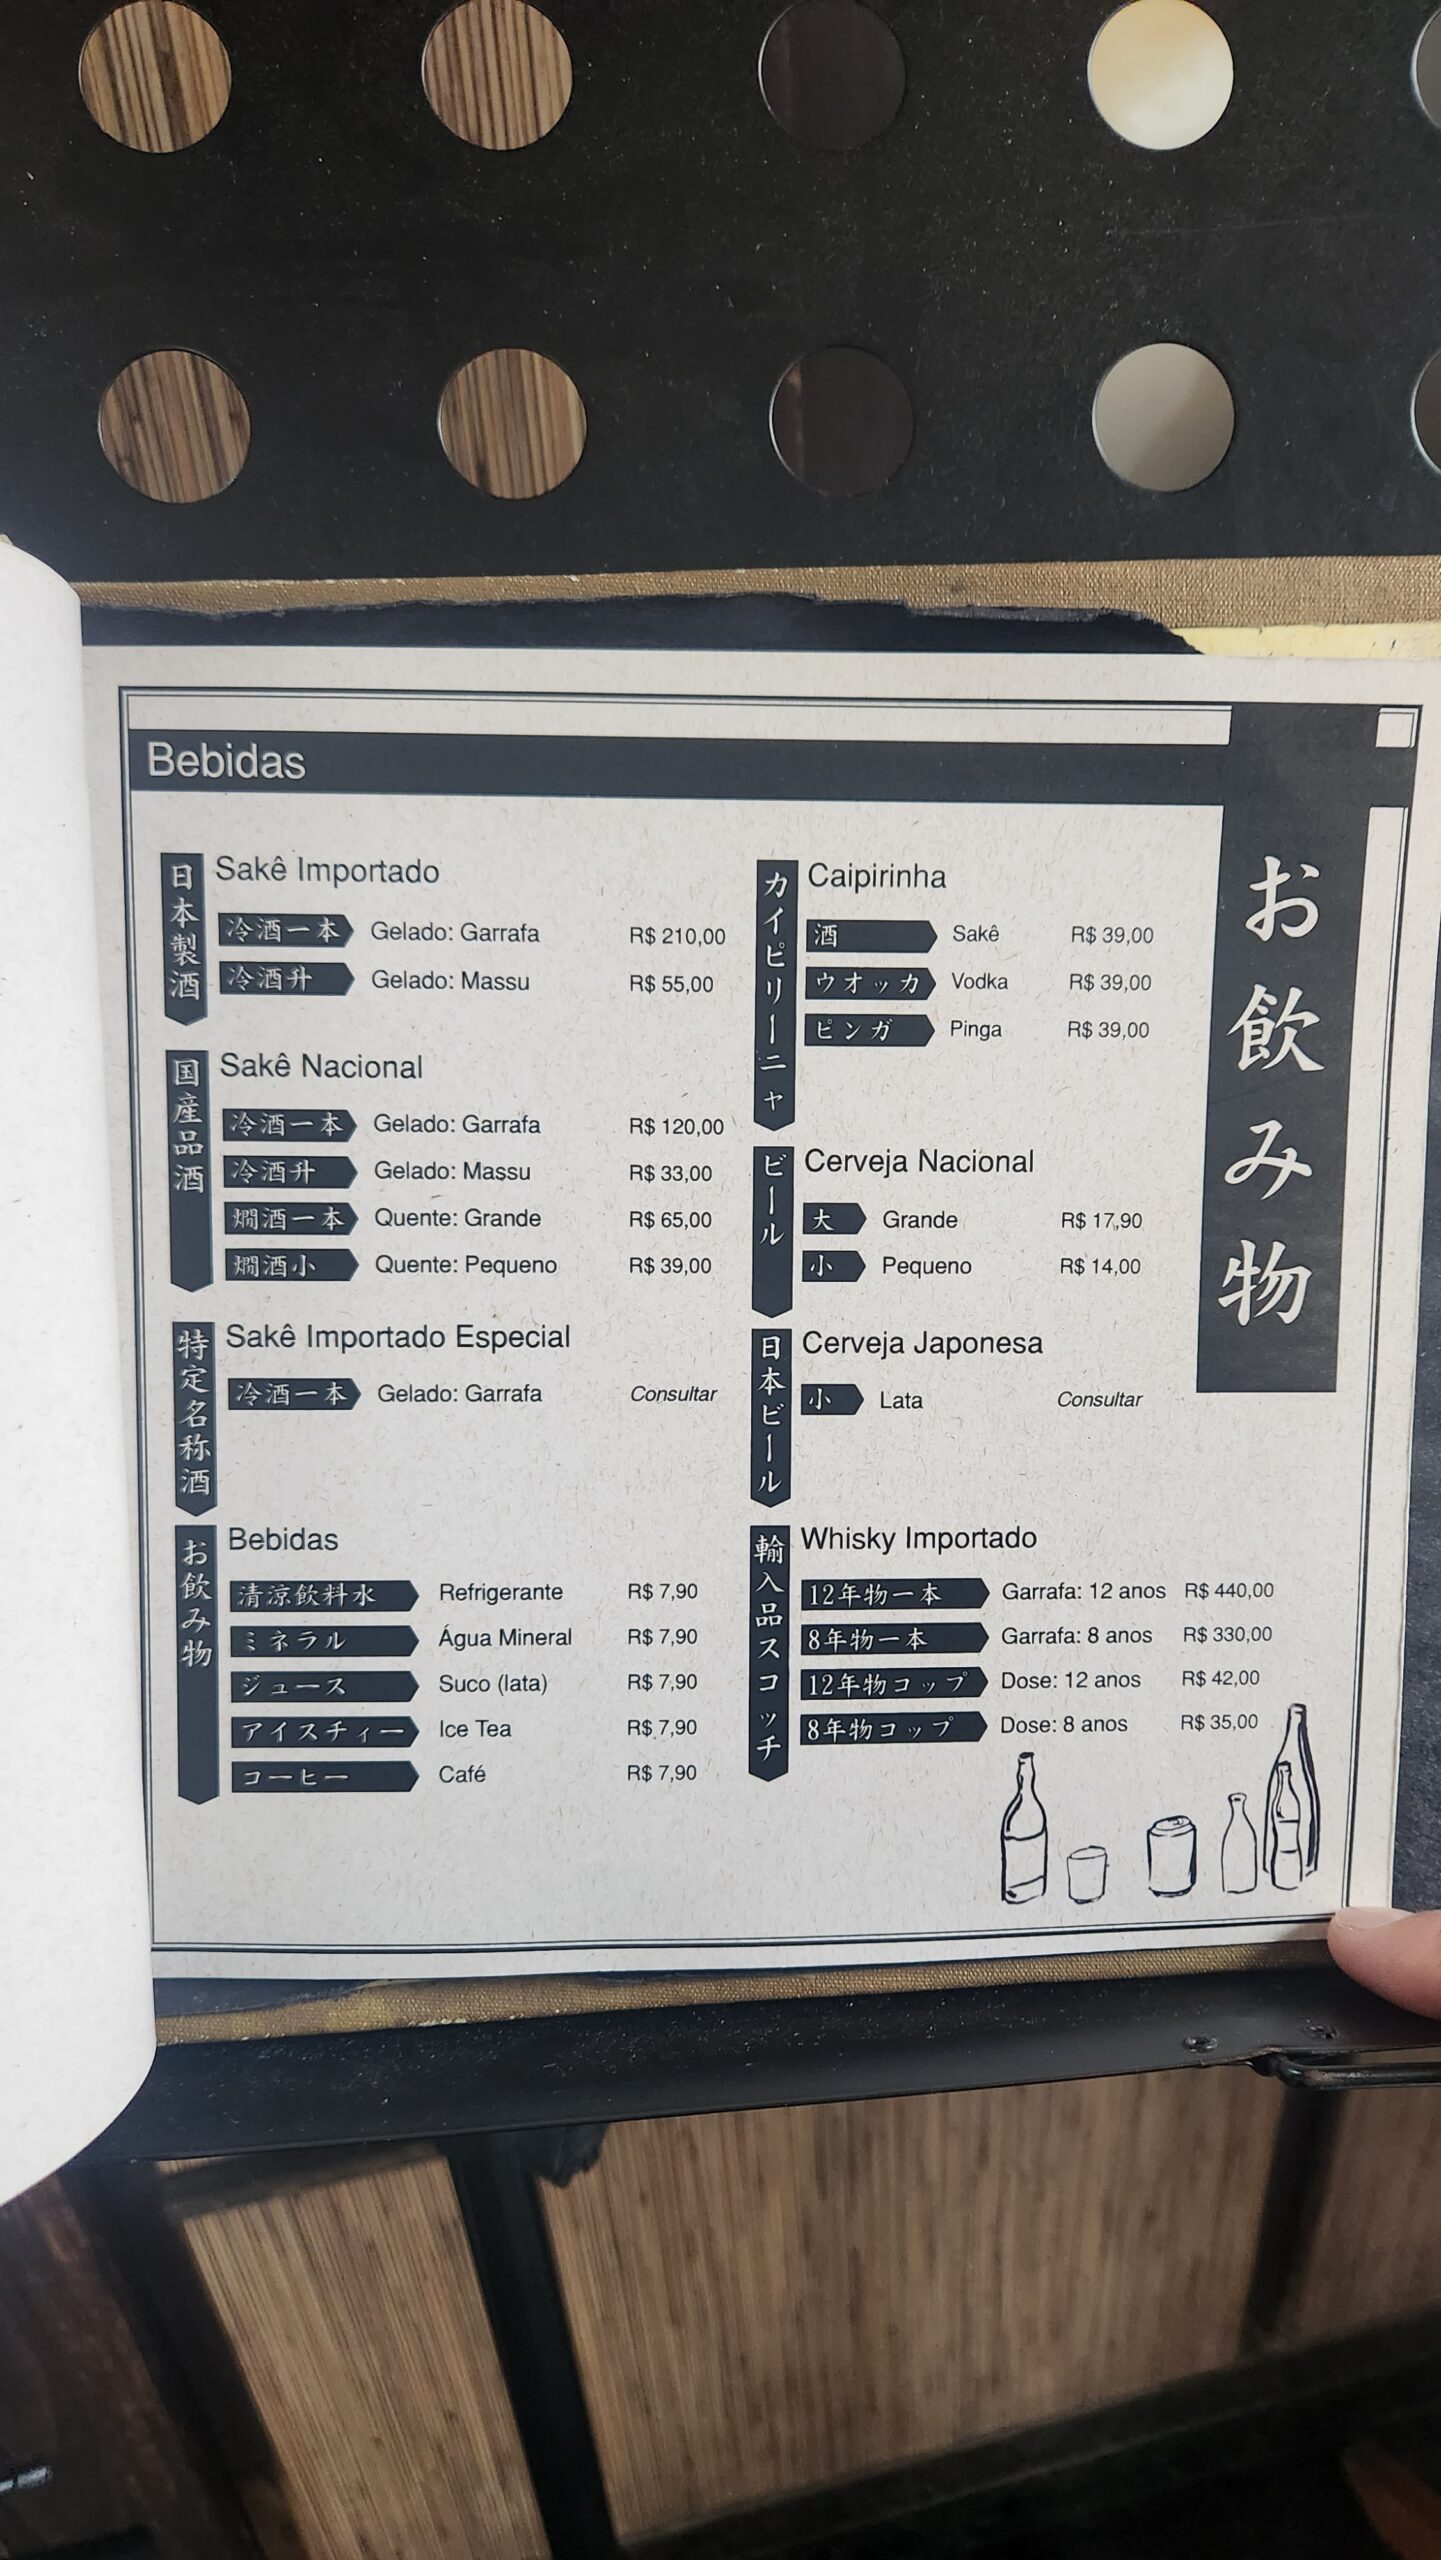 Bebidas
お飲み物
日本製酒
Sakê Importado
冷酒一本 Gelado: Garrafa R$ 210,00
冷酒升 Gelado: Massu R$ 55,00
国産品酒
Sakê Nacional
冷酒一本 Gelado: Garrafa R$ 120,00
冷酒升 Gelado: Massu R$ 33,00
燗酒一本 Quente: Grande R$ 65,00
燗酒小 Quente: Pequeno R$ 39,00
特定名称酒
Sakê Importado Especial
冷酒一本 Gelado: Garrafa Consultar
お飲み物
Bebidas
清涼飲料水 Refrigerante R$ 7,90
ミネラル Água Mineral R$ 7,90
ジュース Suco (lata) R$ 7,90
アイスチィー Ice Tea R$ 7,90
コーヒー Café R$ 7,90
カイピリーニャ
Caipirinha
酒 Sakê R$ 39,00
ウオッカ Vodka R$ 39,00
ピンガ Pinga R$ 39,00
ビール
Cerveja Nacional
大 Grande R$ 17,90
小 Pequeno R$ 14,00
日本ビール
Cerveja Japonesa
小 Lata Consultar
輸入品スコッチ
Whisky Importado
12年物一本 Garrafa: 12 anos R$ 440,00
8年物一本 Garrafa: 8 anos R$ 330,00
12年物コップ Dose: 12 anos R$ 42,00
8年物コップ Dose: 8 anos R$ 35,00